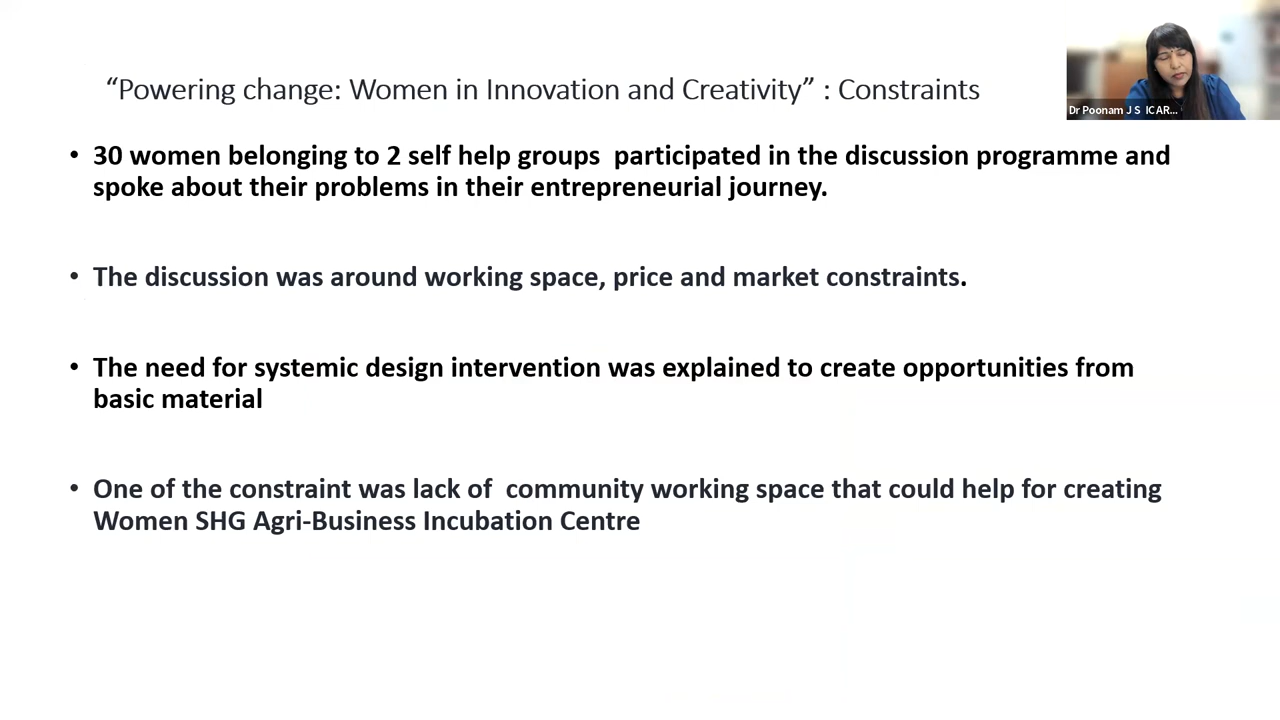 “Powering change: Women in Innovation and Creativity” : Constraints
Dr Poonam J S ICAR...
• 30 women belonging to 2 self help groups  participated in the discussion programme and
spoke about their problems in their entrepreneurial journey.
• The discussion was around working space, price and market constraints.
• The need for systemic design intervention was explained to create opportunities from
basic material
• One of the constraint was lack of  community working space that could help for creating
Women SHG Agri-Business Incubation Centre